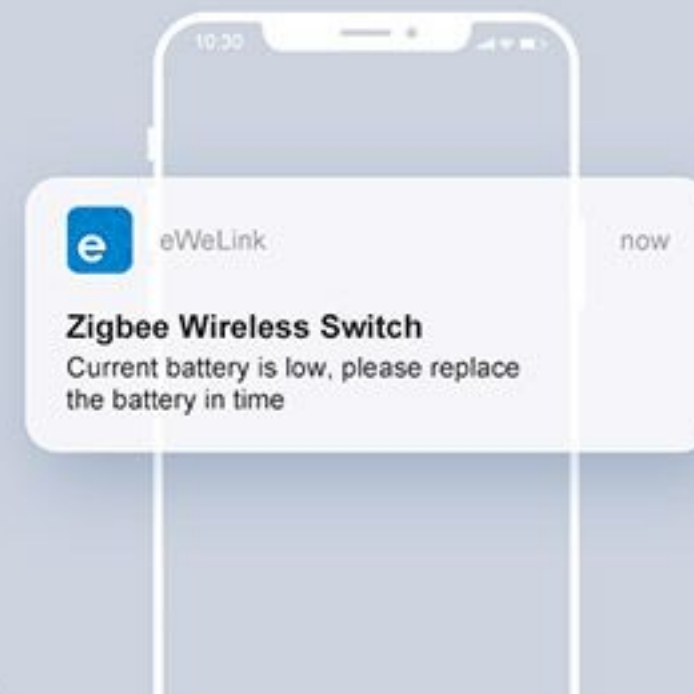 10:30
e eWeLink now
Zigbee Wireless Switch
Current battery is low, please replace
the battery in time